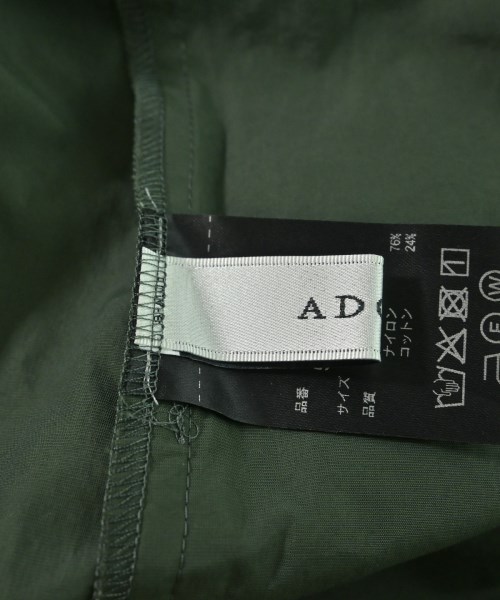 AD
品番
サイズ
品質
ナイロン 76%
コットン 24%
F W